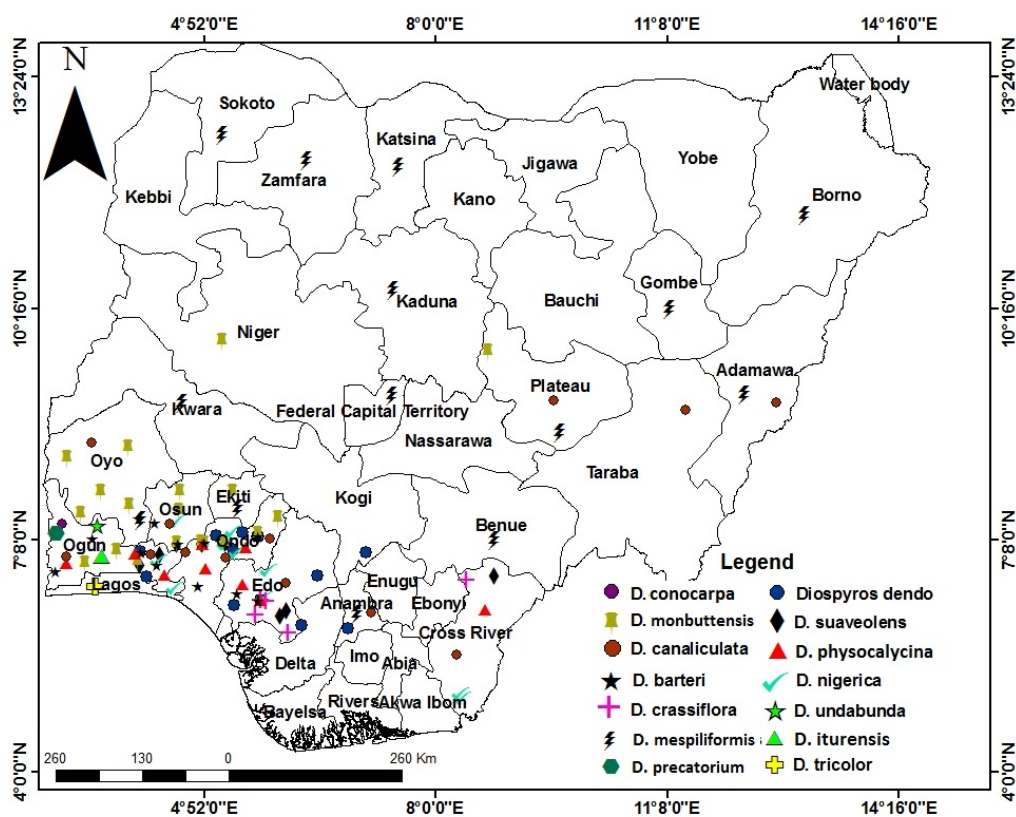 4°52'0"E 8°0'0"E 11°8'0"E 14°16'0"E
N
13°24'0"N
13°24'0"N
Water body
Sokoto
Katsina
Zamfara
Jigawa
Yobe
Kebbi
Kano
Borno
Gombe
Kaduna
Bauchi
10°16'0"N
10°16'0"N
Niger
Adamawa
Plateau
Kwara
Federal Capital Territory
Nassarawa
Oyo
Taraba
Kogi
Ekiti
Osun
Benue
7°8'0"N
7°8'0"N
Ogun
Ondo
Lagos
Edo
Enugu
Anambra
Ebonyi
Cross River
Imo
Abia
Delta
Rivers
Akwa Ibom
Bayelsa
Legend
D. conocarpa
Diospyros dendo
D. monbuttensis
D. suaveolens
D. canaliculata
D. physocalycina
D. barteri
D. nigerica
D. crassiflora
D. undabunda
D. mespiliformis
D. iturensis
D. precatorium
D. tricolor
260 130 0 260 Km
4°0'0"N
4°0'0"N
4°52'0"E 8°0'0"E 11°8'0"E 14°16'0"E